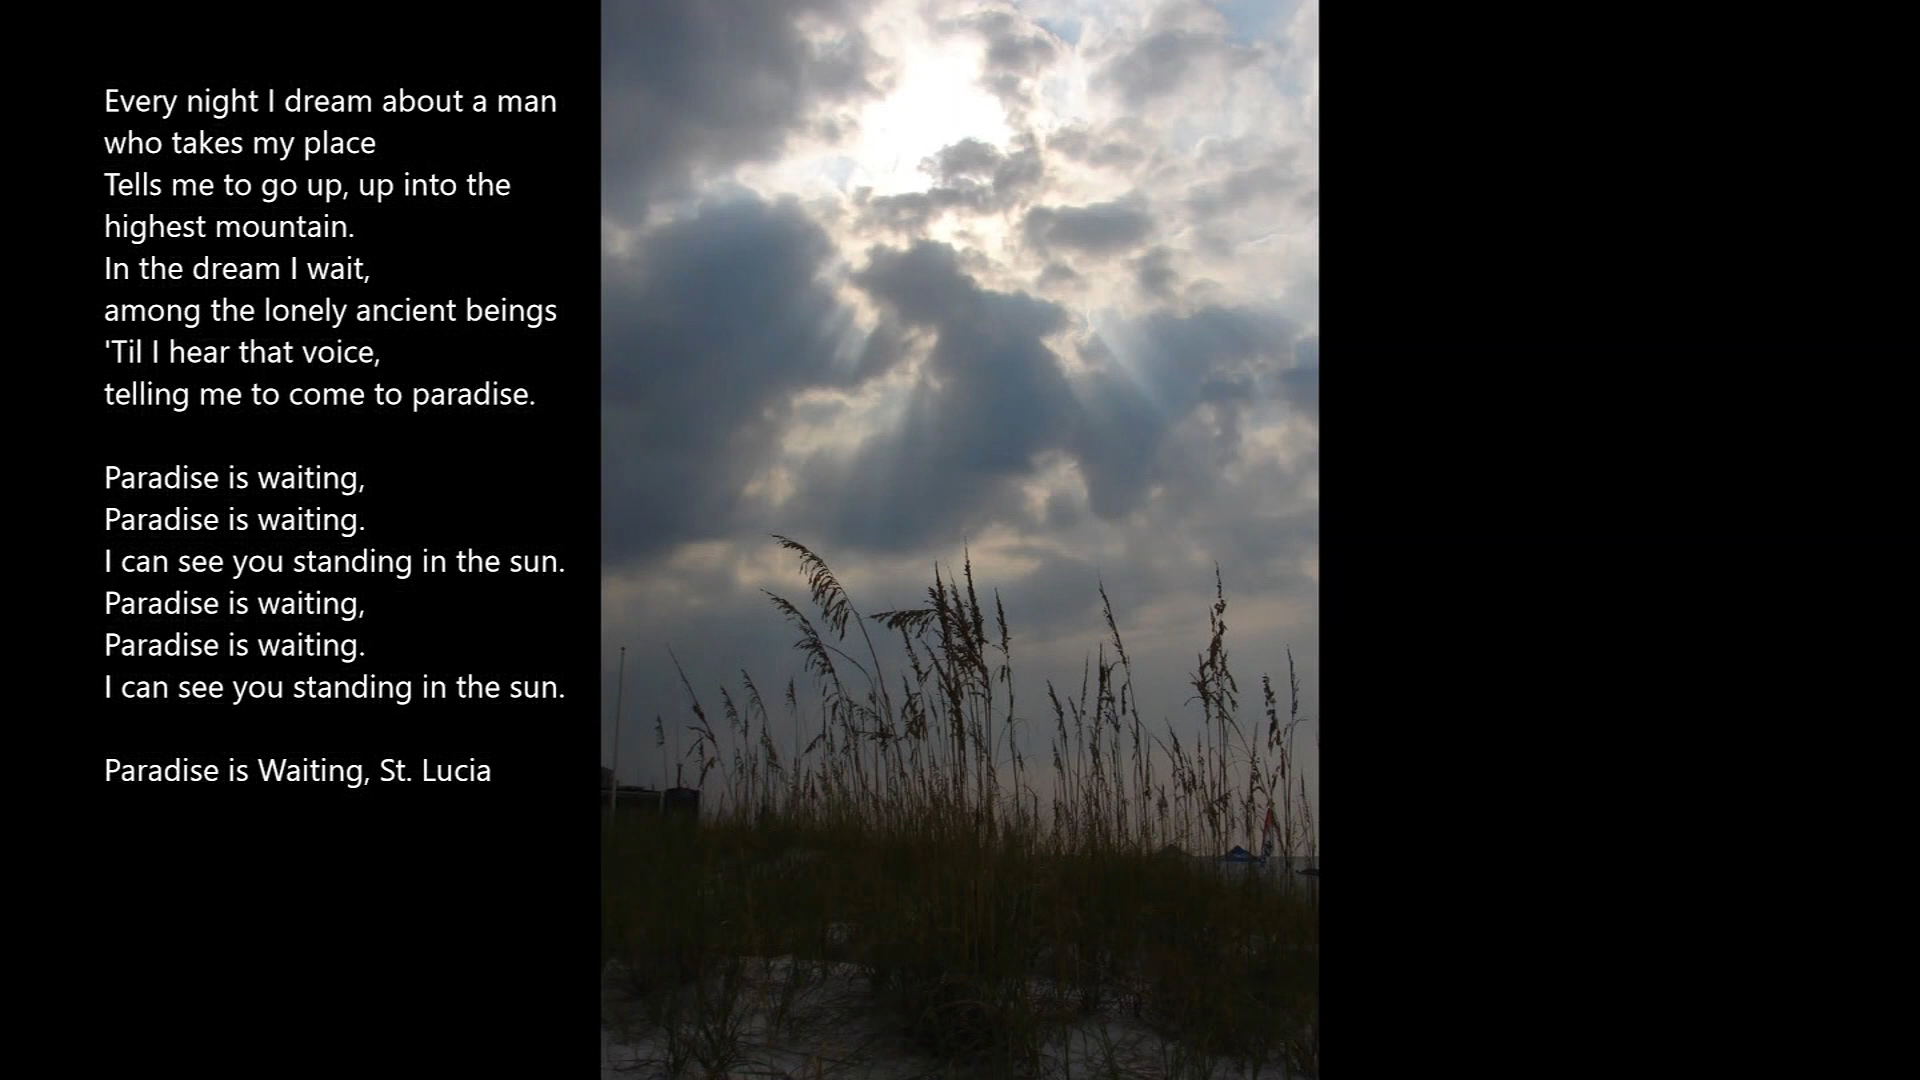 Every night I dream about a man
who takes my place
Tells me to go up, up into the
highest mountain.
In the dream I wait,
among the lonely ancient beings
'Til I hear that voice,
telling me to come to paradise.
Paradise is waiting,
Paradise is waiting.
I can see you standing in the sun.
Paradise is waiting,
Paradise is waiting.
I can see you standing in the sun.
Paradise is Waiting, St. Lucia